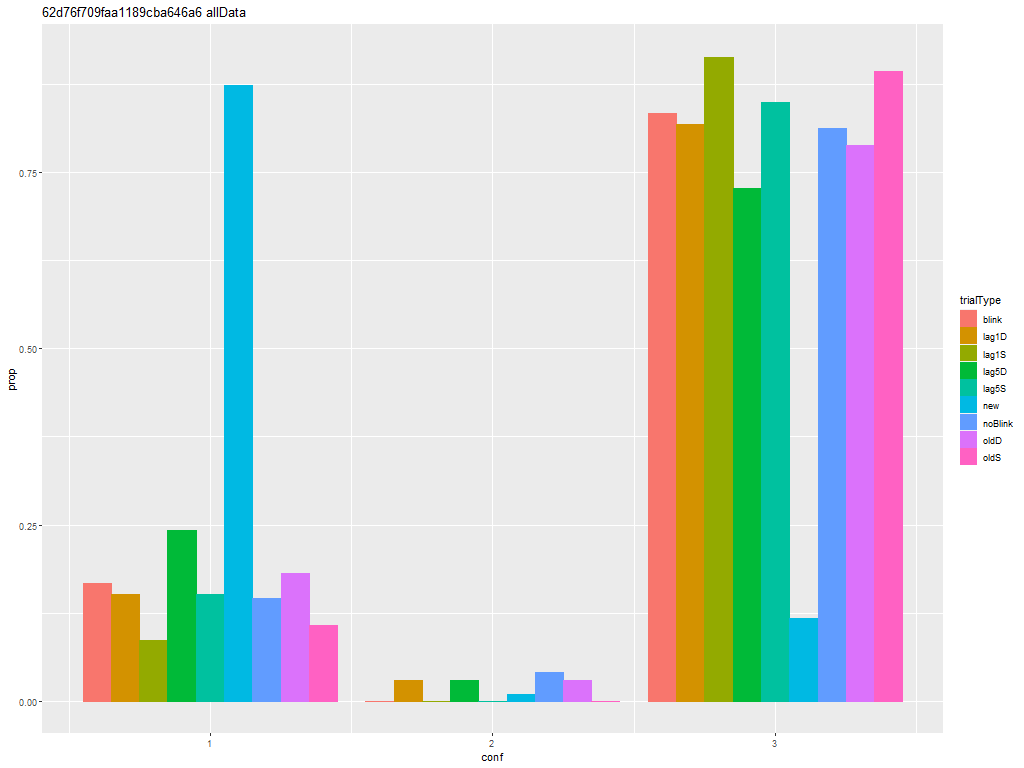 62d76f709faa1189cba646a6 allData
prop
0.75
0.50
0.25
0.00
1
2
3
conf
trialType
blink
lag1D
lag1S
lag5D
lag5S
new
noBlink
oldD
oldS